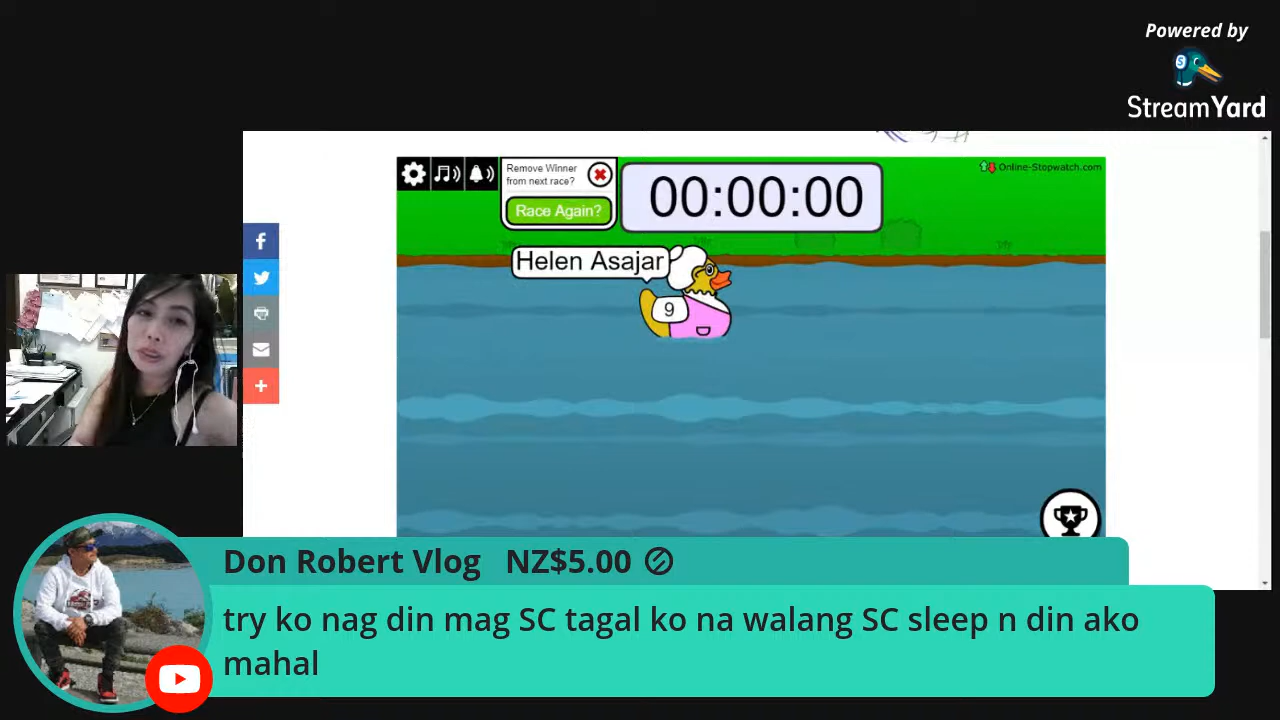 Powered by
StreamYard
Remove Winner
from next race?
Race Again?
00:00:00
Online-Stopwatch.com
Helen Asajar
9
Don Robert Vlog NZ$5.00
try ko nag din mag SC tagal ko na walang SC sleep n din ako
mahal